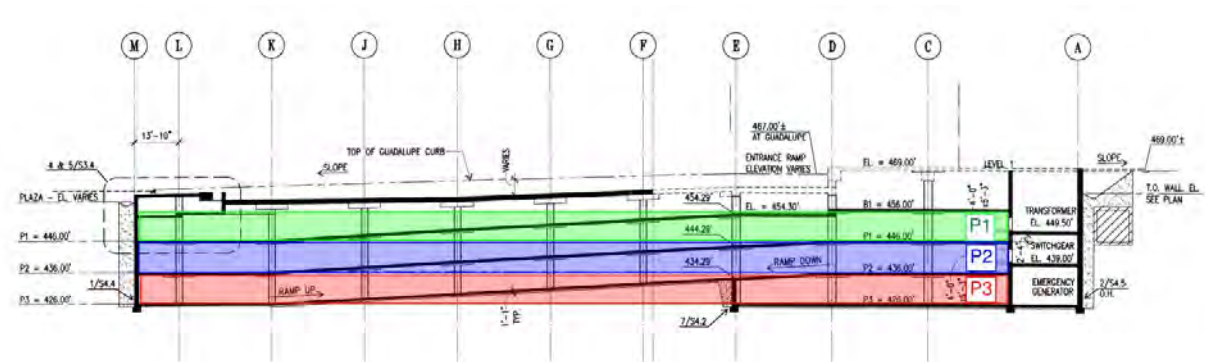 M L K J H G F E D C A
13'-10"
467.00'±
AT GUADALUPE
469.00'±
4 & 5/S3.4
SLOPE
TOP OF GUADALUPE CURB
VARIES
ENTRANCE RAMP
ELEVATION VARIES
EL. = 469.00'
LEVEL 1
SLOPE
PLAZA - EL. VARIES
454.29'
EL. = 454.30'
B1 = 456.00'
T.O. WALL EL.
SEE PLAN
P1 = 446.00'
444.29'
P1 = 446.00'
P1
TRANSFORMER
EL. 449.50'
P2 = 436.00'
434.29'
RAMP DOWN
P2 = 436.00'
P2
SWITCHGEAR
EL. 439.00'
1/S4.4
RAMP UP
P3
EMERGENCY
GENERATOR
2/S4.5
O.H.
P3 = 426.00'
1'-1"
TYP.
7/S4.2
P3 = 426.00'